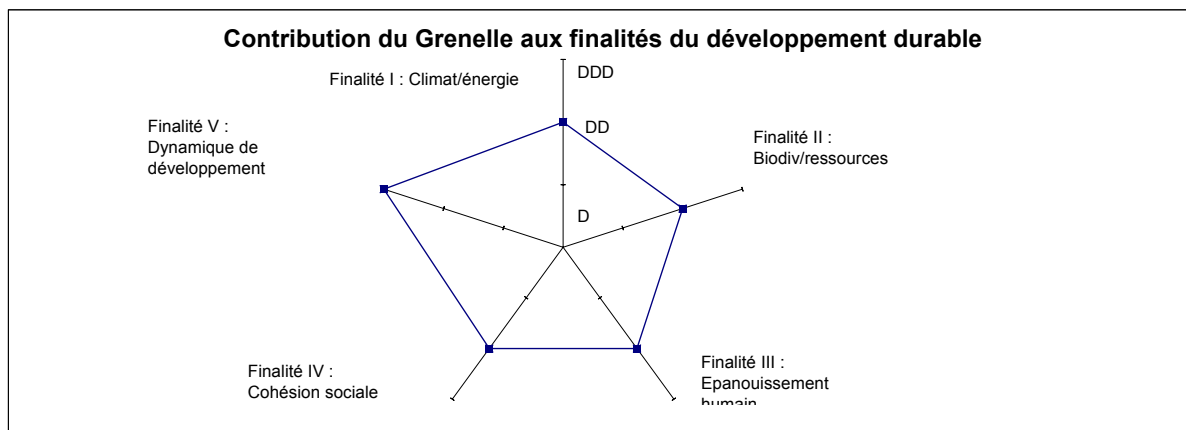 Contribution du Grenelle aux finalités du développement durable
Finalité I : Climat/énergie
DDD
DD
D
Finalité II :
Biodiv/ressources
Finalité III :
Epanouissement
humain
Finalité IV :
Cohésion sociale
Finalité V :
Dynamique de
développement